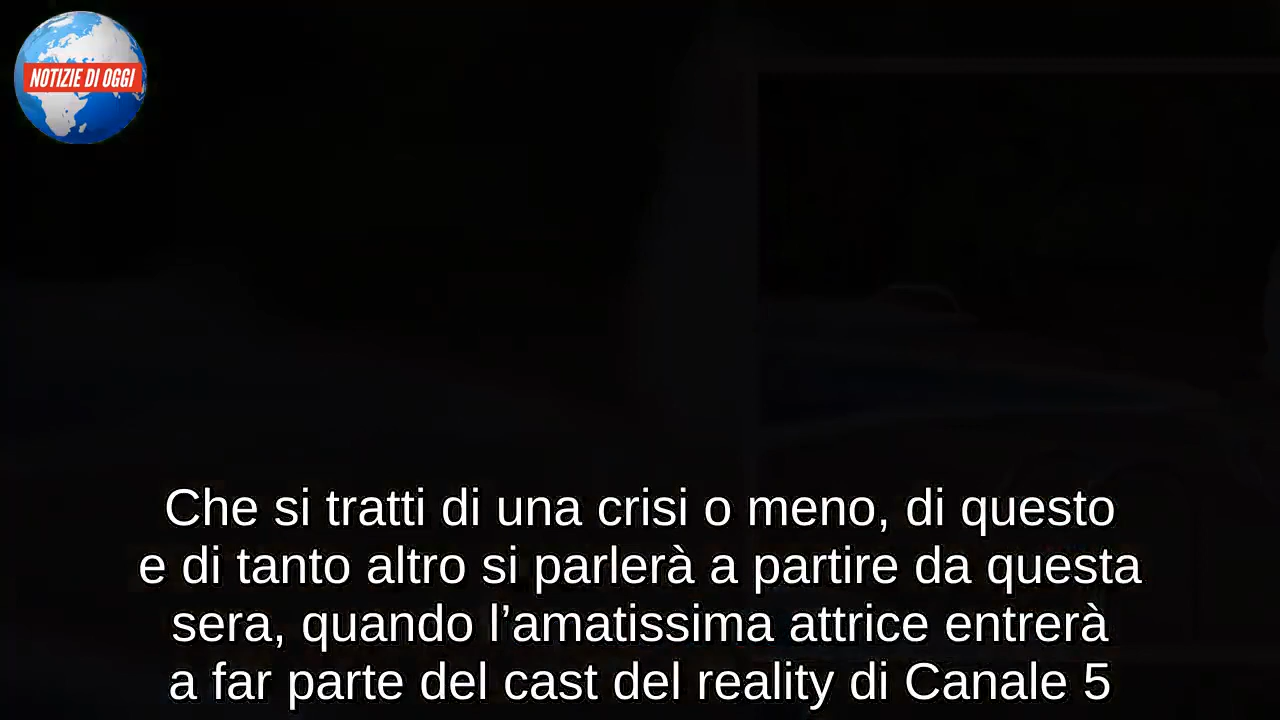 NOTIZIE DI OGGI
Che si tratti di una crisi o meno, di questo
e di tanto altro si parlerà a partire da questa
sera, quando l’amatissima attrice entrerà
a far parte del cast del reality di Canale 5